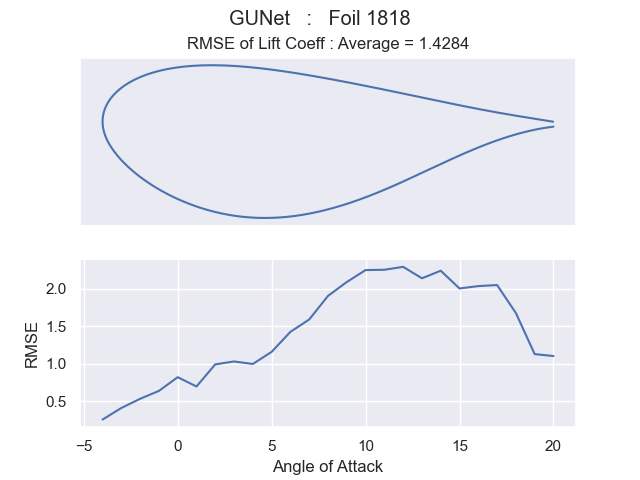 GUNet   :   Foil 1818
RMSE of Lift Coeff : Average = 1.4284
2.0
1.5
1.0
0.5
RMSE
−5 0 5 10 15 20
Angle of Attack